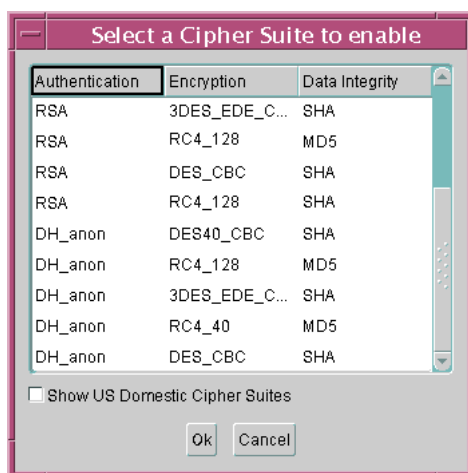 Select a Cipher Suite to enable
Authentication Encryption Data Integrity
RSA 3DES_EDE_C... SHA
RSA RC4_128 MD5
RSA DES_CBC SHA
RSA RC4_128 SHA
DH_anon DES40_CBC SHA
DH_anon RC4_128 MD5
DH_anon 3DES_EDE_C... SHA
DH_anon RC4_40 MD5
DH_anon DES_CBC SHA
Show US Domestic Cipher Suites
Ok Cancel